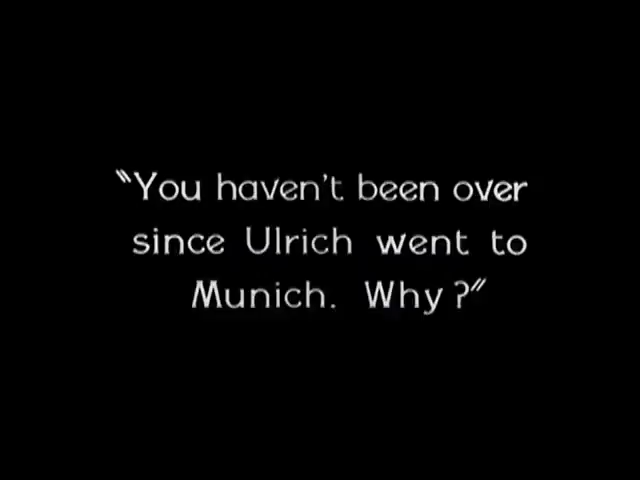 "You haven't been over
since Ulrich went to
Munich. Why?"